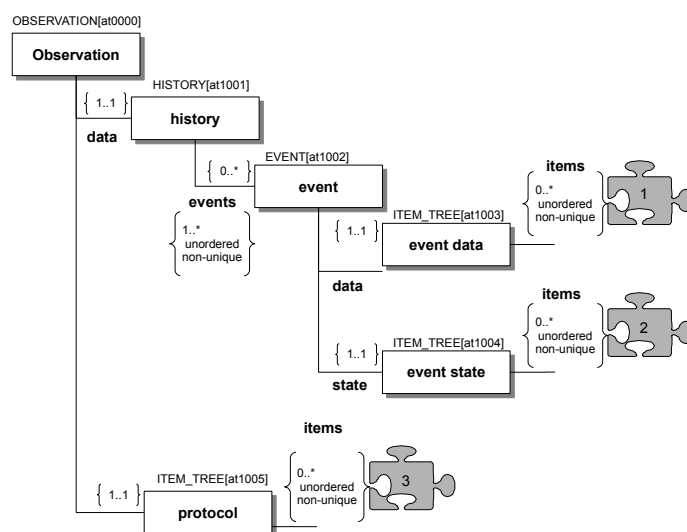 OBSERVATION[at0000]
Observation
HISTORY[at1001]
1..1
history
data
EVENT[at1002]
0..*
event
events
1..*
unordered
non-unique
items
0..*
unordered
non-unique
1
ITEM_TREE[at1003]
1..1
event data
data
items
0..*
unordered
non-unique
2
ITEM_TREE[at1004]
1..1
event state
state
items
0..*
unordered
non-unique
3
ITEM_TREE[at1005]
1..1
protocol